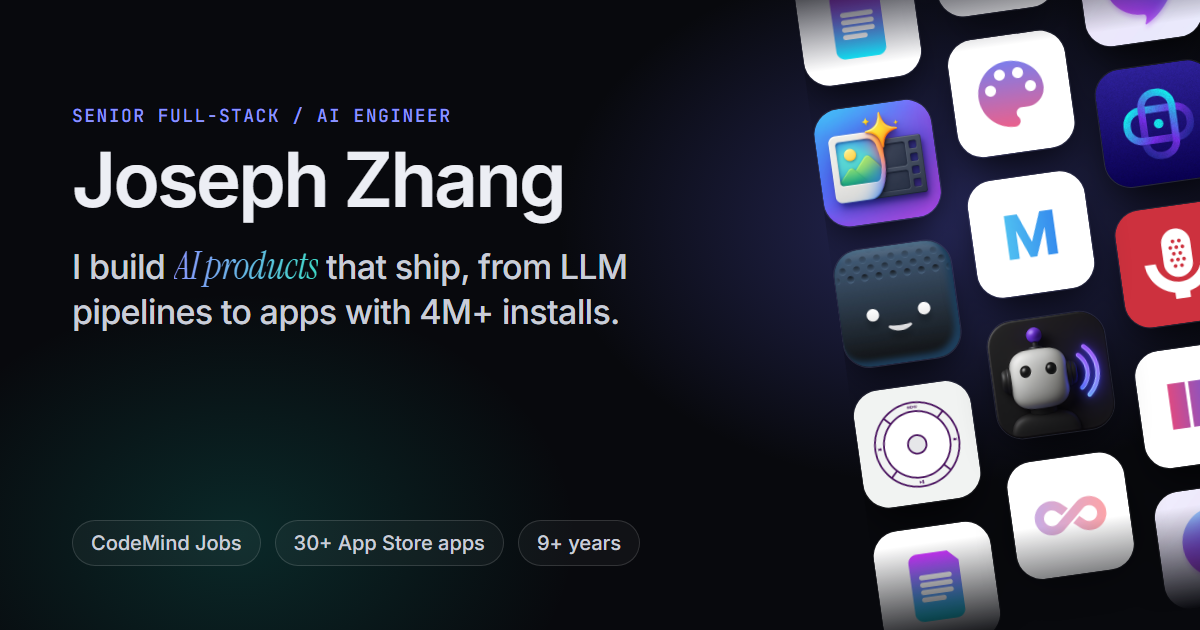 SENIOR FULL-STACK / AI ENGINEER
Joseph Zhang
I build AI products that ship, from LLM
pipelines to apps with 4M+ installs.
CodeMind Jobs
30+ App Store apps
9+ years
M